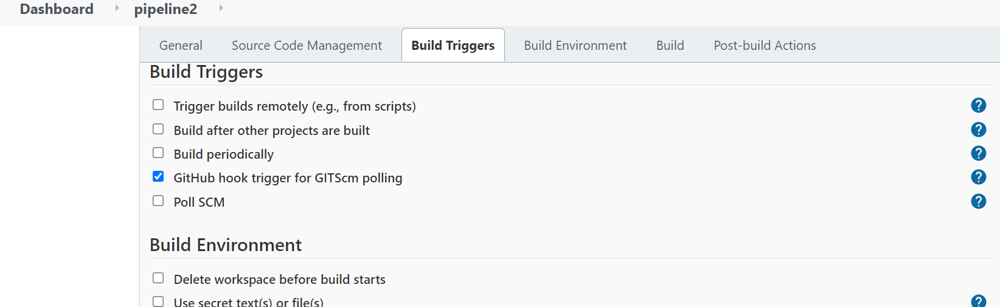 Dashboard pipeline2
General Source Code Management Build Triggers Build Environment Build Post-build Actions
Build Triggers
Trigger builds remotely (e.g., from scripts) ?
Build after other projects are built ?
Build periodically ?
GitHub hook trigger for GITScm polling ?
Poll SCM ?
Build Environment
Delete workspace before build starts
Use secret text(s) or file(s) ?